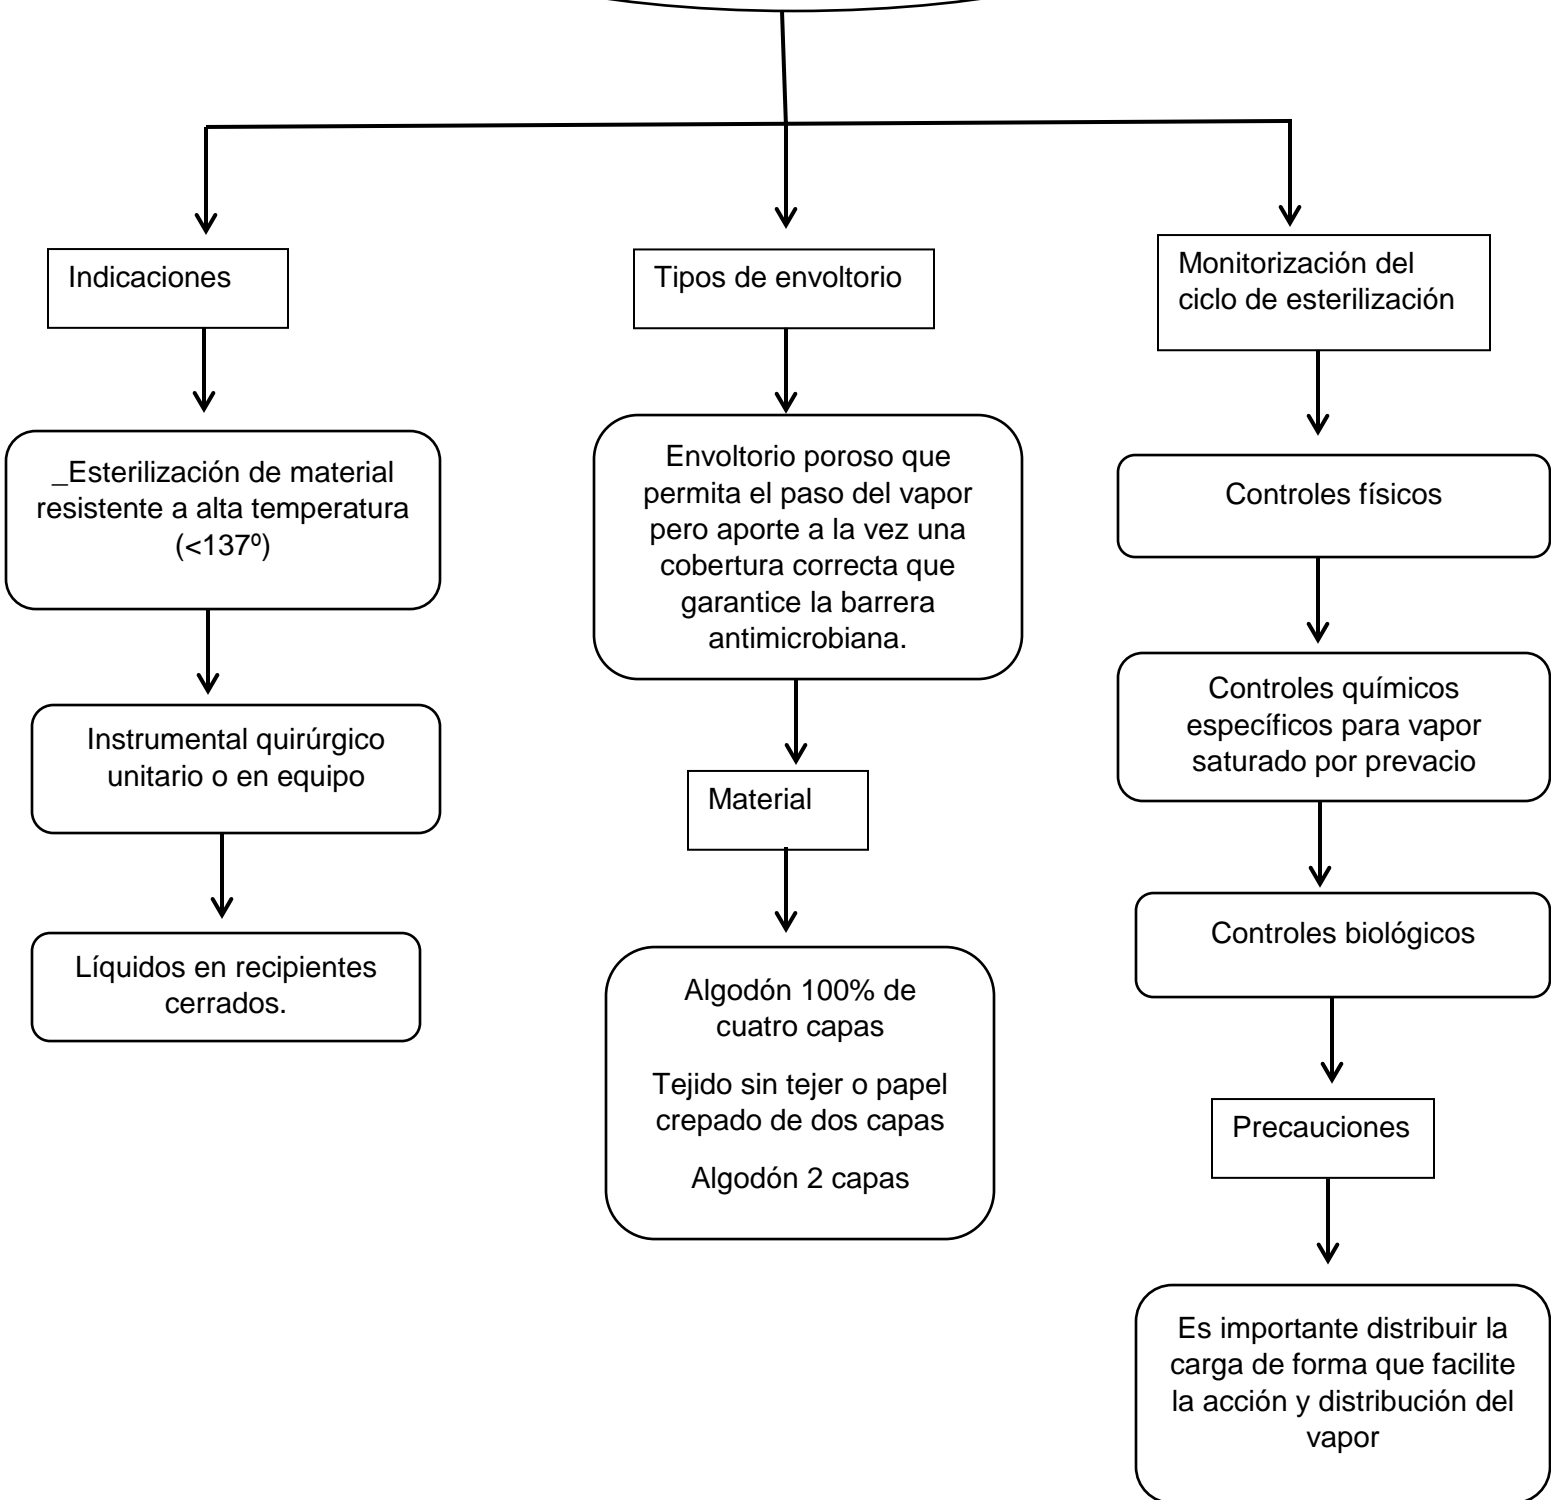 Indicaciones
_Esterilización de material
resistente a alta temperatura
(<137º)
Instrumental quirúrgico
unitario o en equipo
Líquidos en recipientes
cerrados.
Tipos de envoltorio
Envoltorio poroso que
permita el paso del vapor
pero aporte a la vez una
cobertura correcta que
garantice la barrera
antimicrobiana.
Material
Algodón 100% de
cuatro capas
Tejido sin tejer o papel
crepado de dos capas
Algodón 2 capas
Monitorización del
ciclo de esterilización
Controles físicos
Controles químicos
específicos para vapor
saturado por prevacio
Controles biológicos
Precauciones
Es importante distribuir la
carga de forma que facilite
la acción y distribución del
vapor